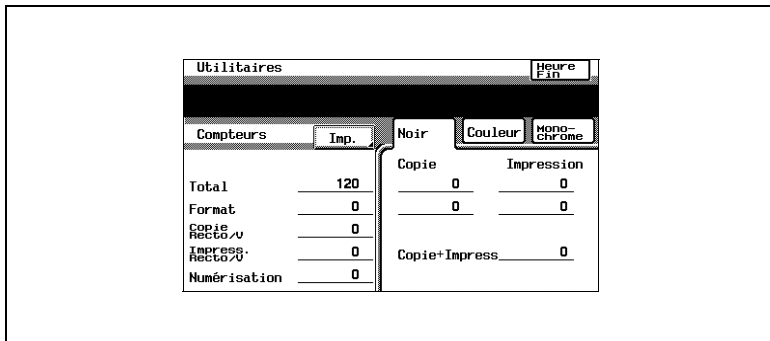 Utilitaires
Heure
Fin
Compteurs
Imp.
Noir
Couleur
Mono-
chrome
Copie Impression
Total 120 0 0
Format 0 0 0
Copie
Recto/V 0
Impress.
Recto/V 0
Copie+Impress 0
Numérisation 0